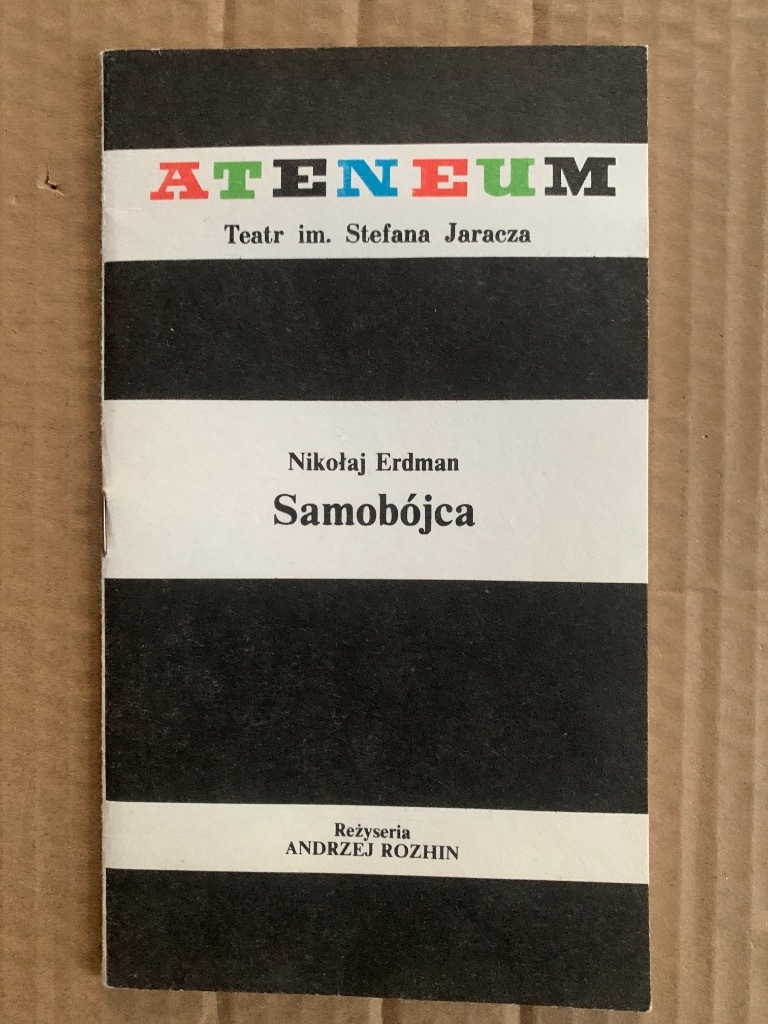 ATENEUM
Teatr im. Stefana Jaracza
Nikołaj Erdman
Samobójca
Reżyseria
ANDRZEJ ROZHIN